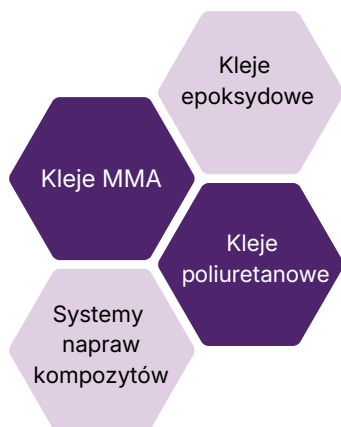 Kleje
epoksydowe
Kleje MMA
Kleje
poliuretanowe
Systemy
napraw
kompozytów